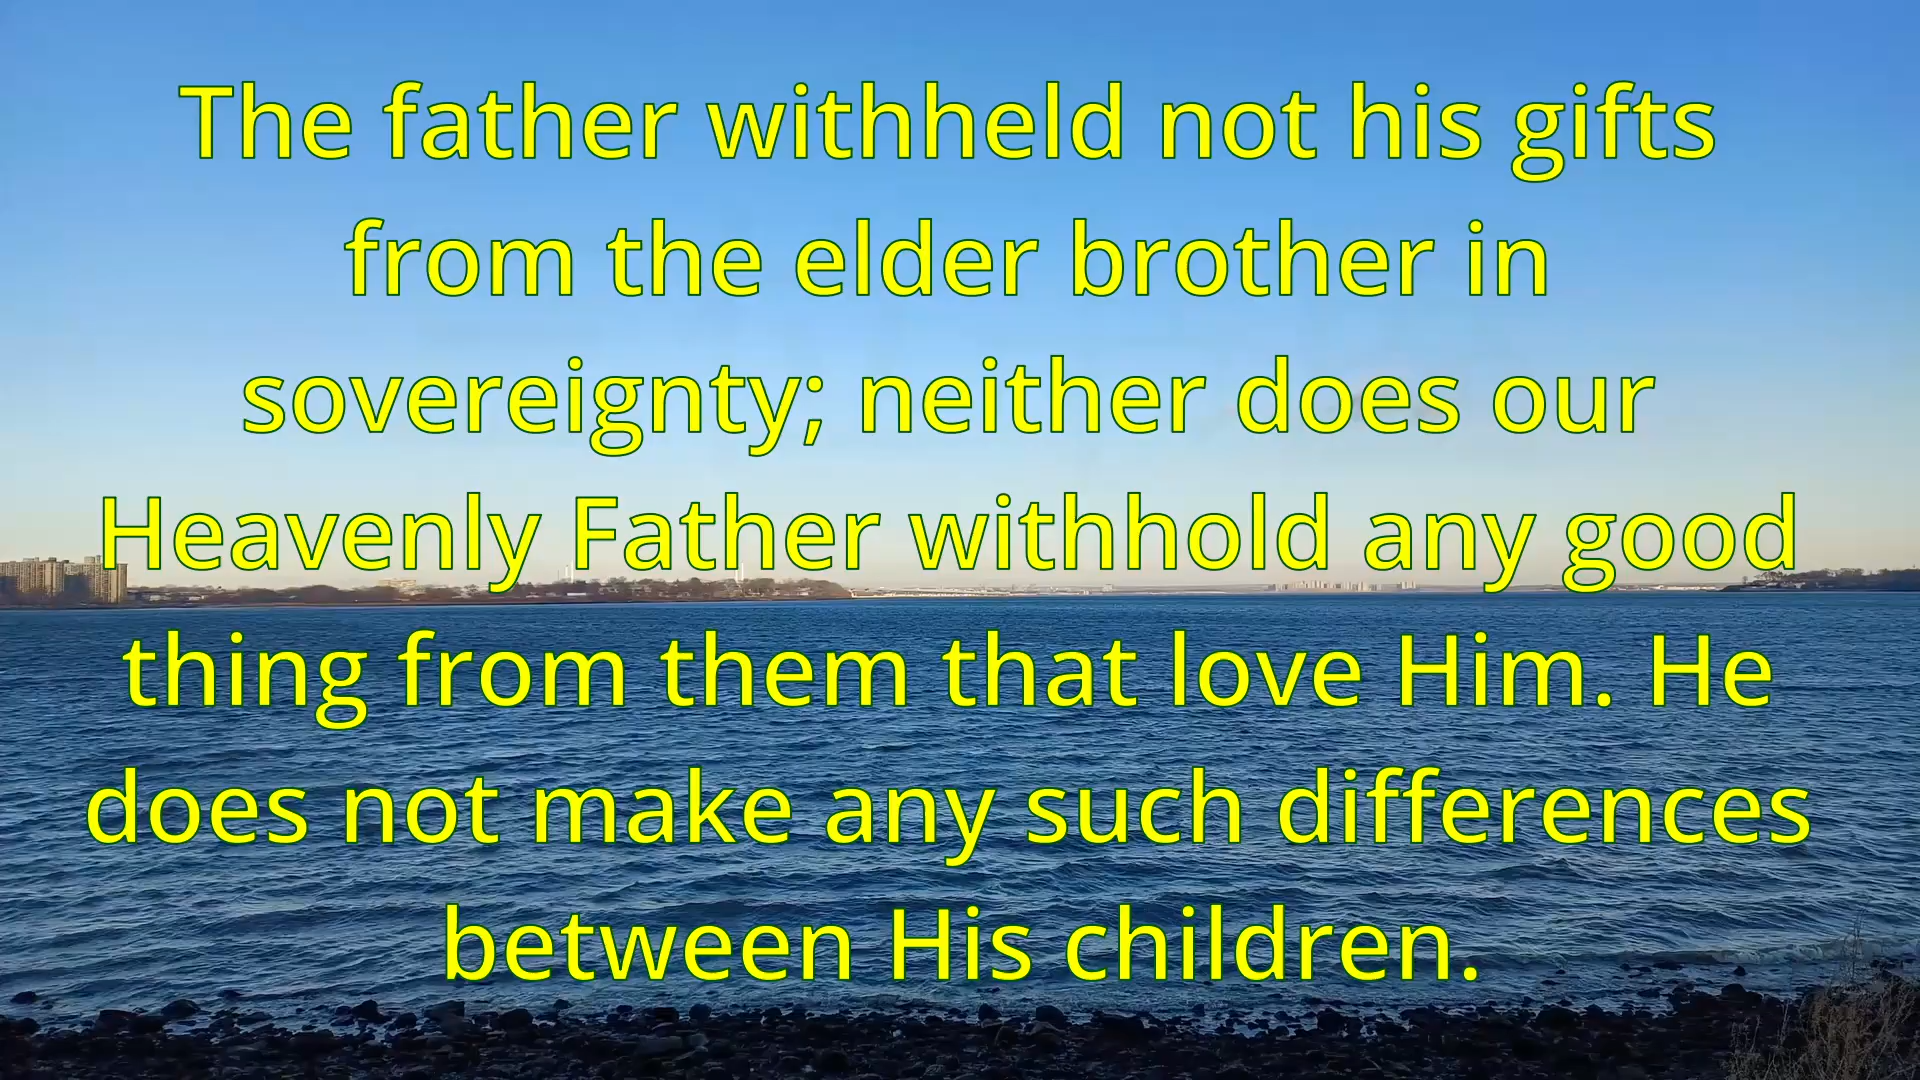 The father withheld not his gifts
from the elder brother in
sovereignty; neither does our
Heavenly Father withhold any good
thing from them that love Him. He
does not make any such differences
between His children.